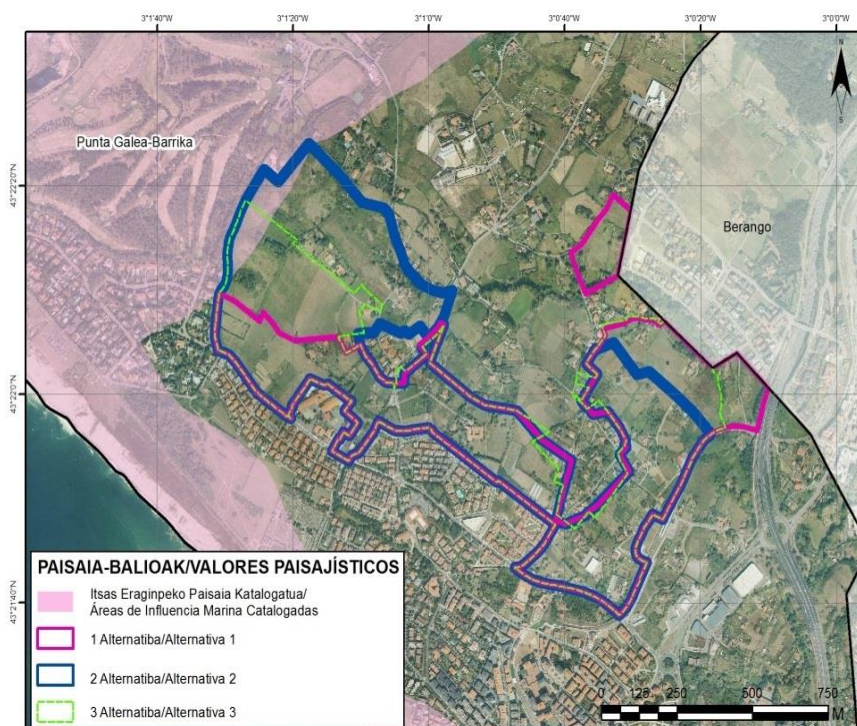 3°1'40"W 3°1'20"W 3°1'0"W 3°0'40"W 3°0'20"W 3°0'0"W
N
S
Punta Galea-Barrika
43°22'20"N
Berango
43°22'0"N
43°21'40"N
PAISAIA-BALIOAK/VALORES PAISAJÍSTICOS
Itsas Eraginpeko Paisaia Katalogatua/
Áreas de Influencia Marina Catalogadas
1 Alternatiba/Alternativa 1
2 Alternatiba/Alternativa 2
3 Alternatiba/Alternativa 3
0 125 250 500 750
M